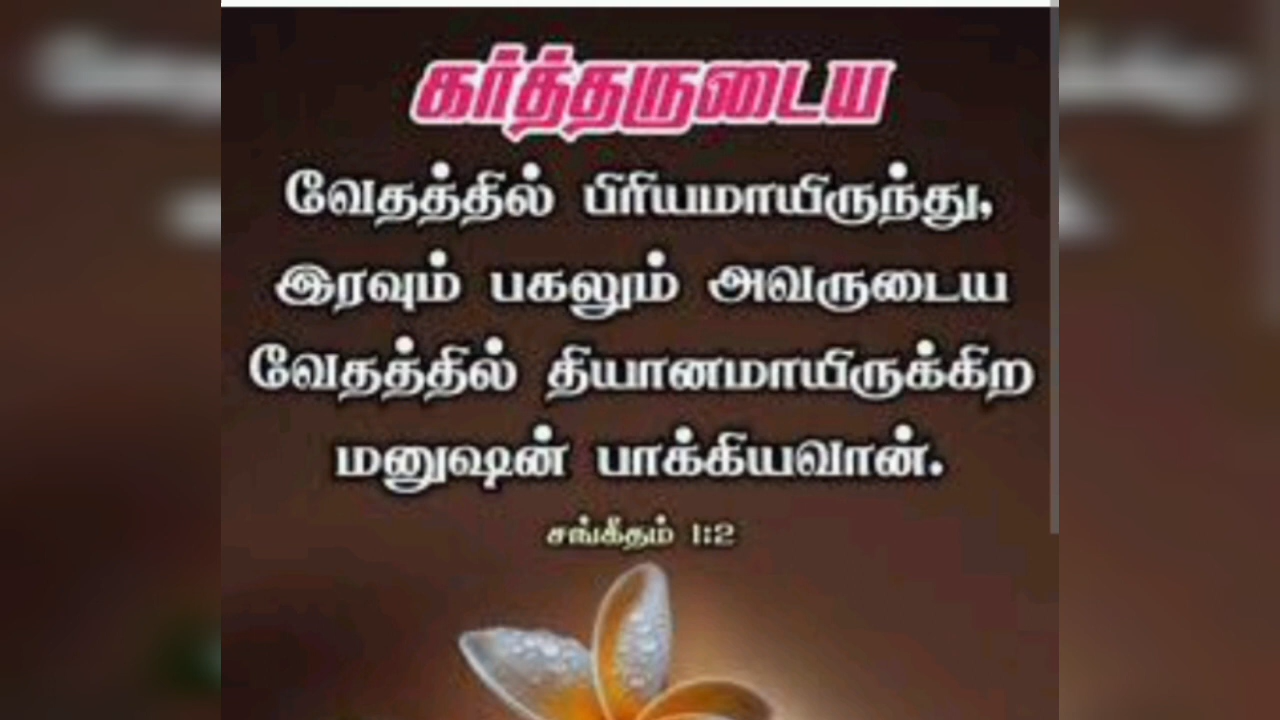 கர்த்தருடைய
வேதத்தில் பிரியமாயிருந்து,
இரவும் பகலும் அவருடைய
வேதத்தில் தியானமாயிருக்கிற
மனுஷன் பாக்கியவான்.
சங்கீதம் 1:2